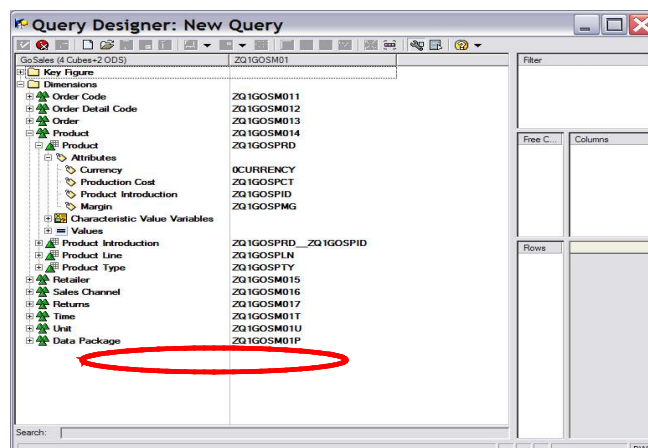 Query Designer: New Query
GoSales (4 Cubes+2 ODS) ZQ1GOSM01
Key Figure
Dimensions
Order Code ZQ1GOSM011
Order Detail Code ZQ1GOSM012
Order ZQ1GOSM013
Product ZQ1GOSM014
Product ZQ1GOSPRD
Attributes
Currency 0CURRENCY
Production Cost ZQ1GOSPCT
Product Introduction ZQ1GOSPID
Margin ZQ1GOSPMG
Characteristic Value Variables
Values
Product Introduction ZQ1GOSPRD__ZQ1GOSPID
Product Line ZQ1GOSPLN
Product Type ZQ1GOSPTY
Retailer ZQ1GOSM015
Sales Channel ZQ1GOSM016
Returns ZQ1GOSM017
Time ZQ1GOSM01T
Unit ZQ1GOSM01U
Data Package ZQ1GOSM01P
Filter
Free C... Columns
Rows
Search: